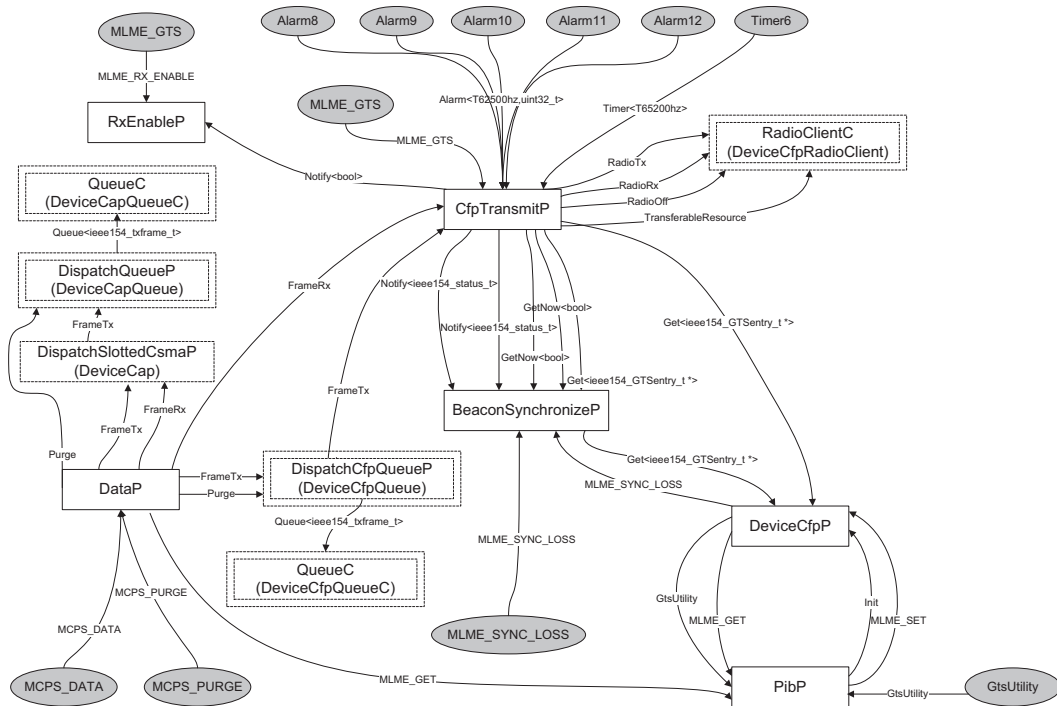 Alarm8
Alarm9
Alarm10
Alarm11
Alarm12
Timer6
MLME_GTS
MLME_RX_ENABLE
RxEnableP
MLME_GTS
MLME_GTS
Alarm<T62500hz,uint32_t>
Timer<T65200hz>
RadioClientC
(DeviceCfpRadioClient)
RadioTx
RadioRx
RadioOff
TransferableResource
Notify<bool>
CfpTransmitP
QueueC
(DeviceCapQueueC)
Queue<ieee154_txframe_t>
DispatchQueueP
(DeviceCapQueue)
FrameTx
DispatchSlottedCsmaP
(DeviceCap)
FrameRx
FrameTx
FrameRx
Notify<ieee154_status_t>
Notify<ieee154_status_t>
GetNow<bool>
GetNow<bool>
Get<ieee154_GTSentry_t *>
Get<ieee154_GTSentry_t *>
FrameTx
BeaconSynchronizeP
Purge
DataP
FrameTx
Purge
DispatchCfpQueueP
(DeviceCfpQueue)
Queue<ieee154_txframe_t>
QueueC
(DeviceCfpQueueC)
Get<ieee154_GTSentry_t *>
MLME_SYNC_LOSS
DeviceCfpP
MLME_SYNC_LOSS
MLME_SYNC_LOSS
GtsUtility
MLME_GET
Init
MLME_SET
MCPS_PURGE
MCPS_DATA
MCPS_DATA
MCPS_PURGE
MLME_GET
PibP
GtsUtility
GtsUtility